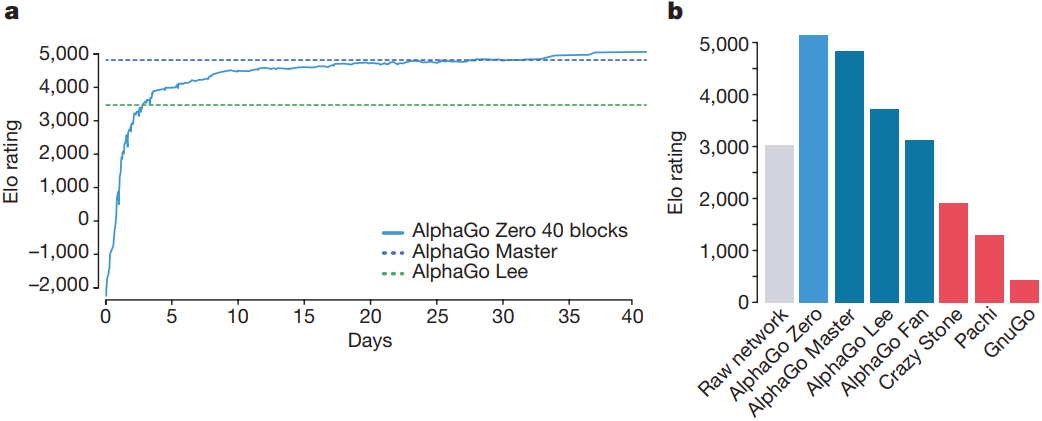 a
Elo rating
5,000
4,000
3,000
2,000
1,000
0
−1,000
−2,000
AlphaGo Zero 40 blocks
AlphaGo Master
AlphaGo Lee
0 5 10 15 20 25 30 35 40
Days
b
Elo rating
5,000
4,000
3,000
2,000
1,000
0
Raw network
AlphaGo Zero
AlphaGo Master
AlphaGo Lee
AlphaGo Fan
Crazy Stone
Pachi
GnuGo